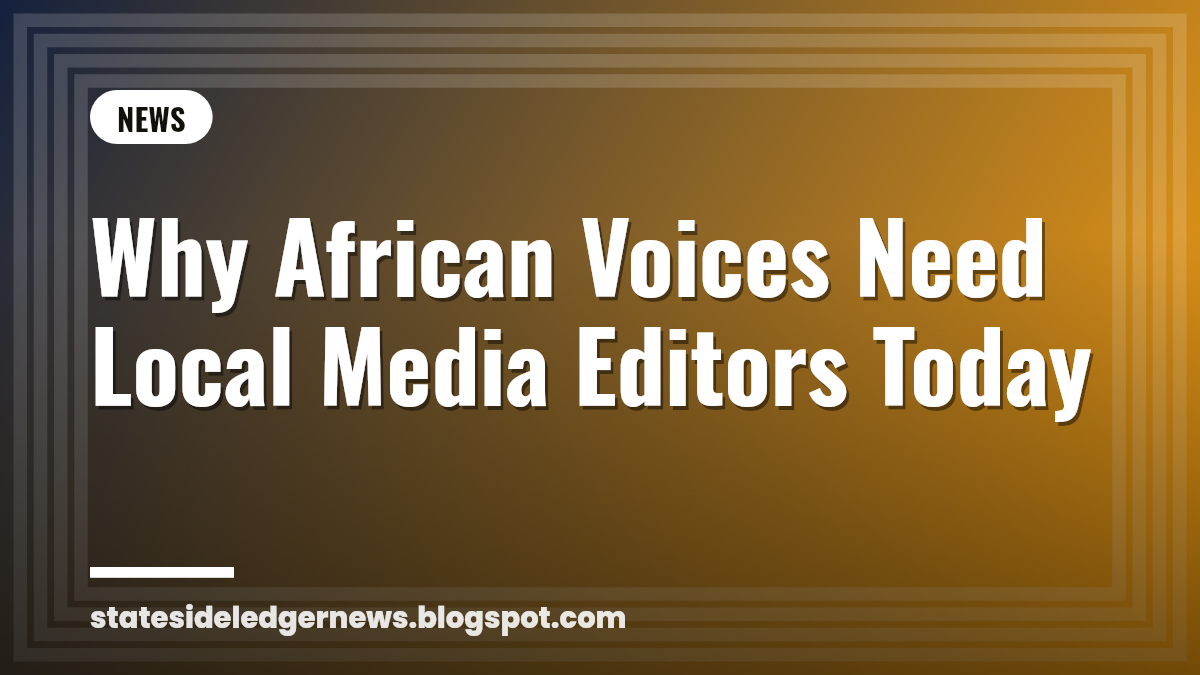 NEWS
Why African Voices Need
Local Media Editors Today
statesideledgernews.blogspot.com